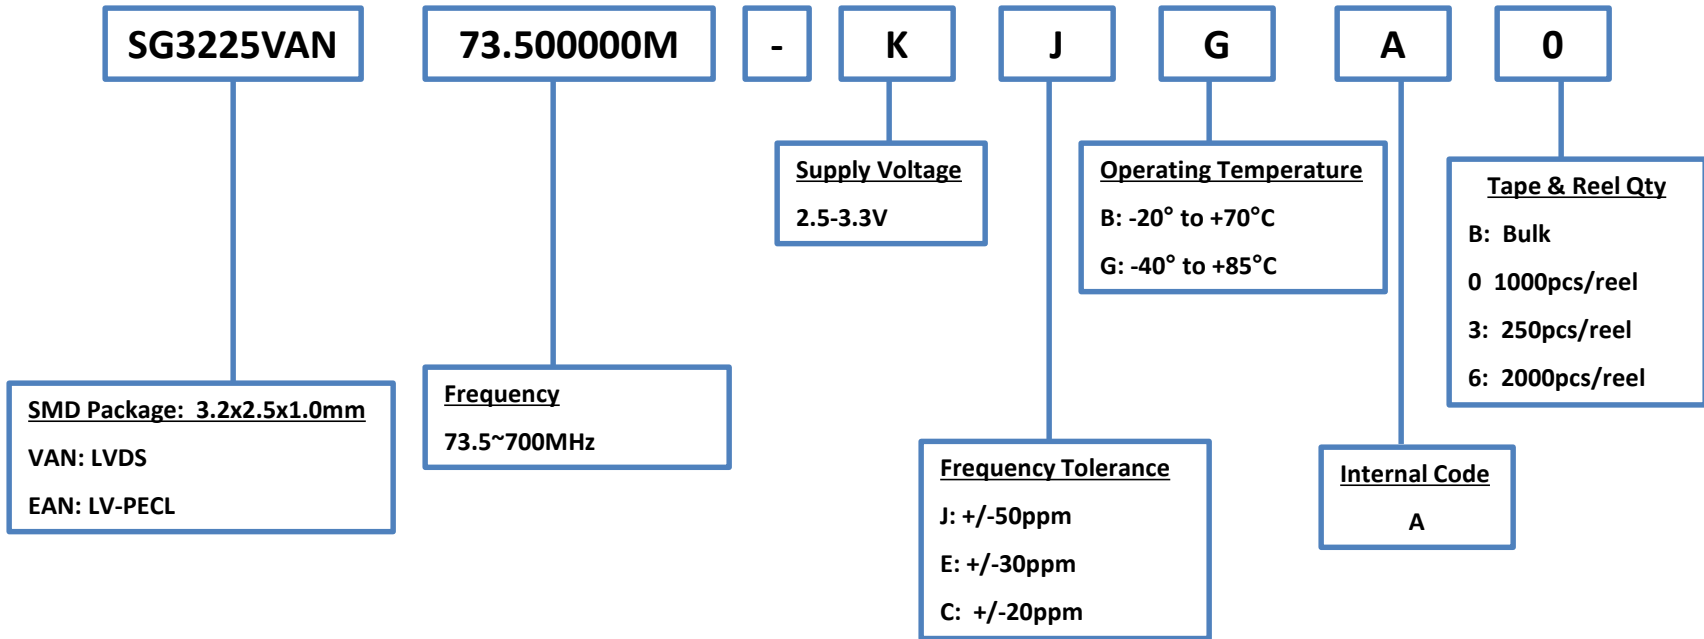 SG3225VAN 73.500000M - K J G A 0
Supply Voltage
2.5-3.3V
Operating Temperature
B: -20° to +70°C
G: -40° to +85°C
Tape & Reel Qty
B:  Bulk
0  1000pcs/reel
3:  250pcs/reel
6:  2000pcs/reel
SMD Package:  3.2x2.5x1.0mm
VAN: LVDS
EAN: LV-PECL
Frequency
73.5~700MHz
Frequency Tolerance
J: +/-50ppm
E: +/-30ppm
C:  +/-20ppm
Internal Code
A